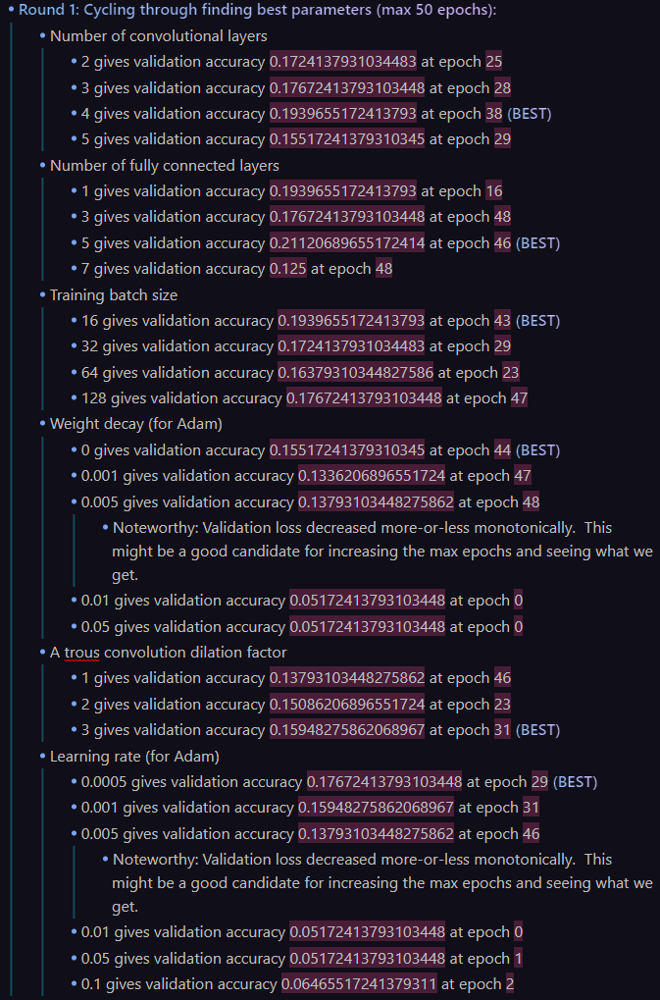 Round 1: Cycling through finding best parameters (max 50 epochs):
Number of convolutional layers
2 gives validation accuracy 0.1724137931034483 at epoch 25
3 gives validation accuracy 0.17672413793103448 at epoch 28
4 gives validation accuracy 0.1939655172413793 at epoch 38 (BEST)
5 gives validation accuracy 0.15517241379310345 at epoch 29
Number of fully connected layers
1 gives validation accuracy 0.1939655172413793 at epoch 16
3 gives validation accuracy 0.17672413793103448 at epoch 48
5 gives validation accuracy 0.21120689655172414 at epoch 46 (BEST)
7 gives validation accuracy 0.125 at epoch 48
Training batch size
16 gives validation accuracy 0.1939655172413793 at epoch 43 (BEST)
32 gives validation accuracy 0.1724137931034483 at epoch 29
64 gives validation accuracy 0.16379310344827586 at epoch 23
128 gives validation accuracy 0.17672413793103448 at epoch 47
Weight decay (for Adam)
0 gives validation accuracy 0.15517241379310345 at epoch 44 (BEST)
0.001 gives validation accuracy 0.1336206896551724 at epoch 47
0.005 gives validation accuracy 0.13793103448275862 at epoch 48
Noteworthy: Validation loss decreased more-or-less monotonically.  This
might be a good candidate for increasing the max epochs and seeing what we
get.
0.01 gives validation accuracy 0.05172413793103448 at epoch 0
0.05 gives validation accuracy 0.05172413793103448 at epoch 0
A trous convolution dilation factor
1 gives validation accuracy 0.13793103448275862 at epoch 46
2 gives validation accuracy 0.15086206896551724 at epoch 23
3 gives validation accuracy 0.15948275862068967 at epoch 31 (BEST)
Learning rate (for Adam)
0.0005 gives validation accuracy 0.17672413793103448 at epoch 29 (BEST)
0.001 gives validation accuracy 0.15948275862068967 at epoch 31
0.005 gives validation accuracy 0.13793103448275862 at epoch 46
Noteworthy: Validation loss decreased more-or-less monotonically.  This
might be a good candidate for increasing the max epochs and seeing what we
get.
0.01 gives validation accuracy 0.05172413793103448 at epoch 0
0.05 gives validation accuracy 0.05172413793103448 at epoch 1
0.1 gives validation accuracy 0.06465517241379311 at epoch 2